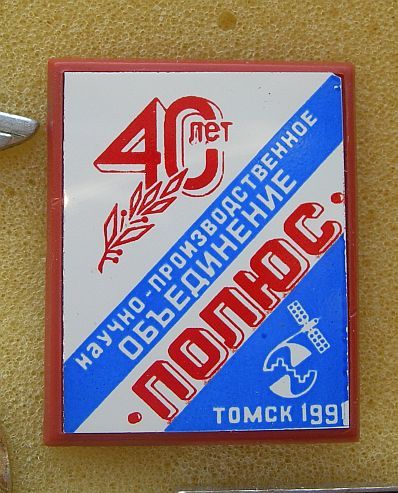 40 лет
НАУЧНО-ПРОИЗВОДСТВЕННОЕ
ОБЪЕДИНЕНИЕ
·ПОЛЮС·
ТОМСК 1991